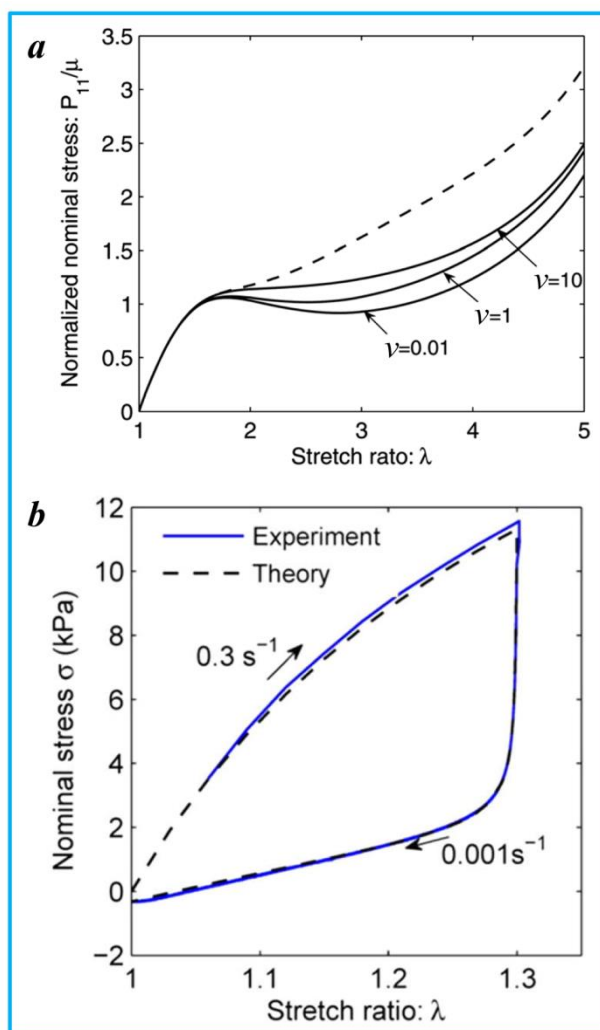 a
Normalized nominal stress: P11/μ
3.5
3
2.5
2
1.5
1
0.5
0
ν=10
ν=1
ν=0.01
1 2 3 4 5
Stretch rato: λ
b
Nominal stress σ (kPa)
12
10
8
6
4
2
0
−2
Experiment
Theory
0.3 s⁻¹
0.001s⁻¹
1 1.1 1.2 1.3
Stretch ratio: λ